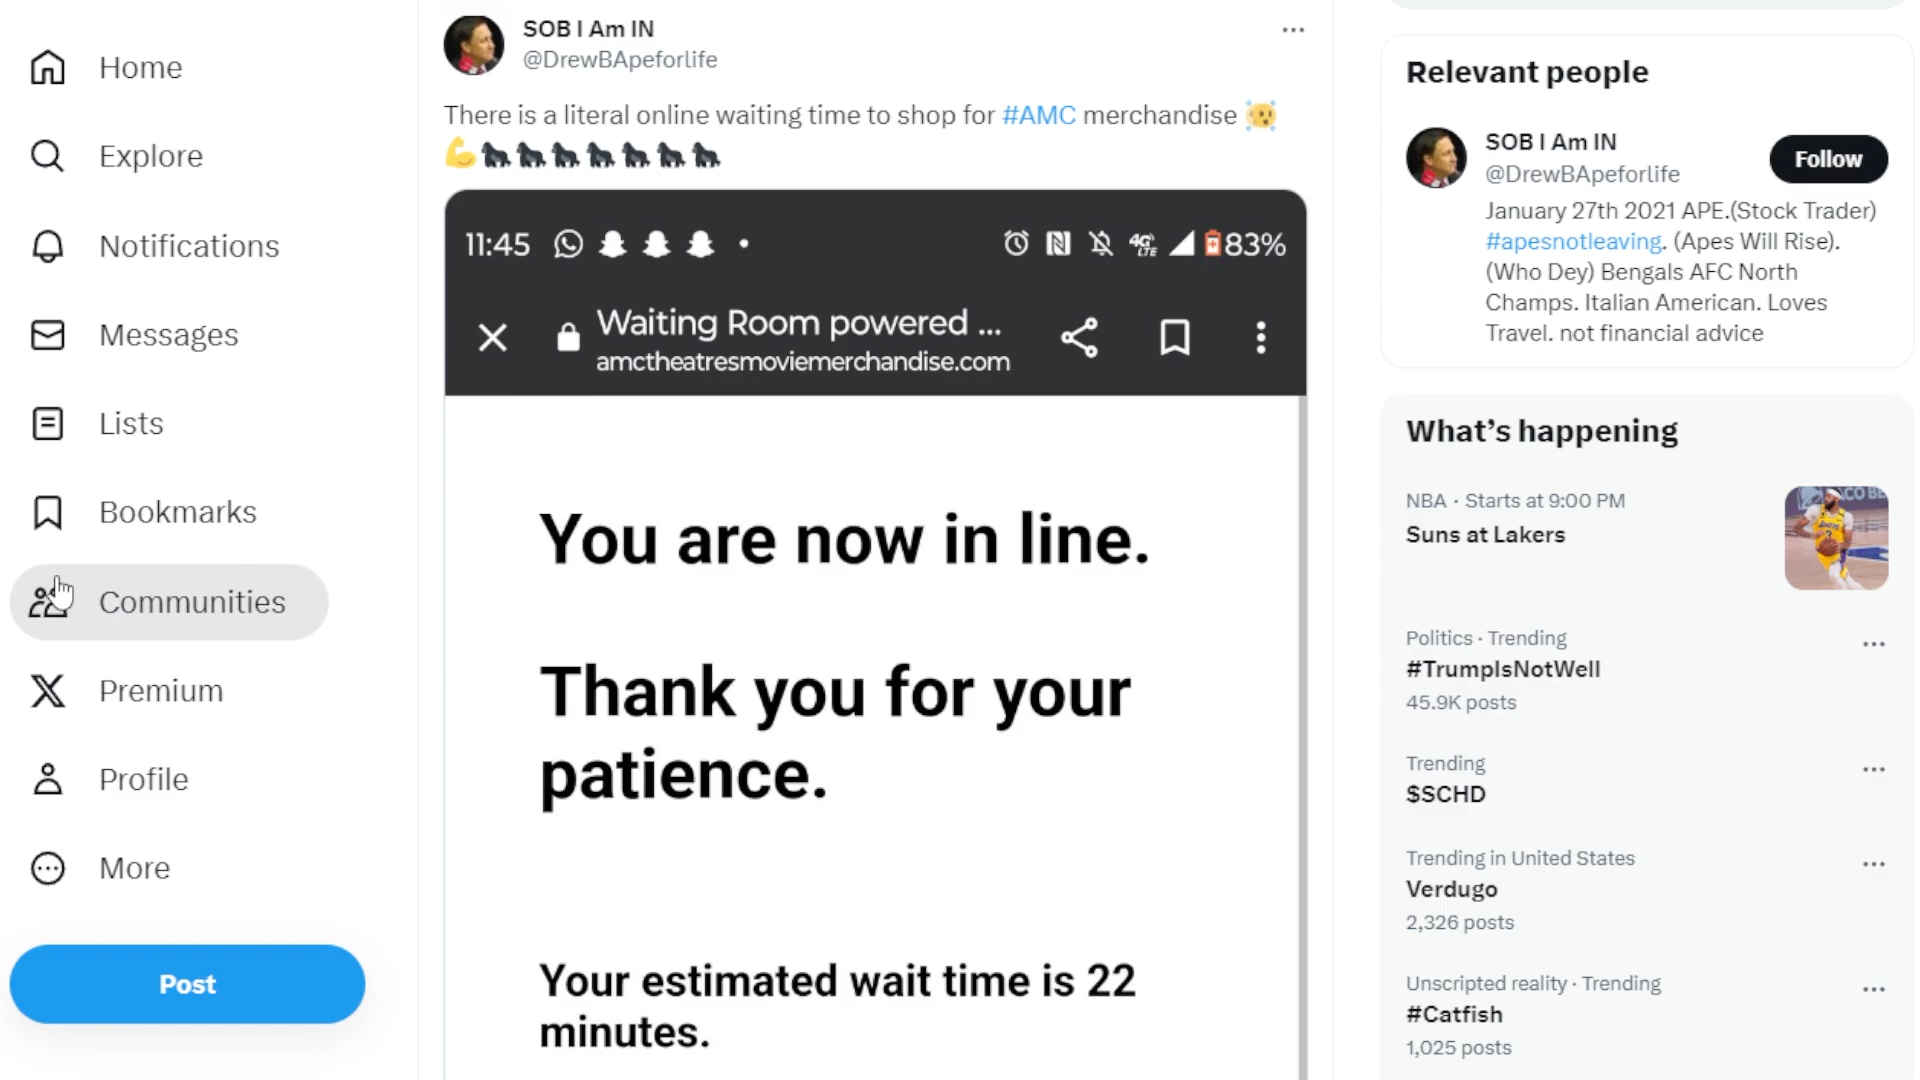 Home
Explore
Notifications
Messages
Lists
Bookmarks
Communities
Premium
Profile
More
Post
SOB I Am IN
@DrewBApeforlife
There is a literal online waiting time to shop for #AMC merchandise
11:45
4G LTE
83%
Waiting Room powered ...
amctheatresmoviemerchandise.com
You are now in line.
Thank you for your
patience.
Your estimated wait time is 22
minutes.
Relevant people
SOB I Am IN
@DrewBApeforlife
Follow
January 27th 2021 APE.(Stock Trader)
#apesnotleaving. (Apes Will Rise).
(Who Dey) Bengals AFC North
Champs. Italian American. Loves
Travel. not financial advice
What's happening
NBA · Starts at 9:00 PM
Suns at Lakers
Politics · Trending
#TrumpIsNotWell
45.9K posts
Trending
$SCHD
Trending in United States
Verdugo
2,326 posts
Unscripted reality · Trending
#Catfish
1,025 posts